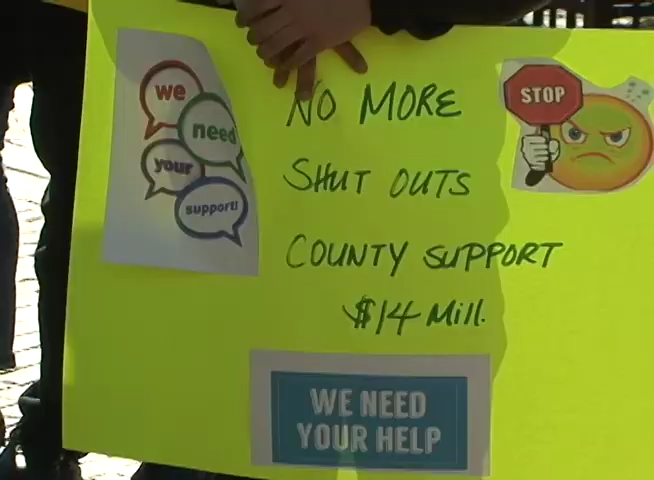 we
need
your
support!
NO MORE
SHUT OUTS
COUNTY SUPPORT
$14 Mill.
STOP
WE NEED
YOUR HELP